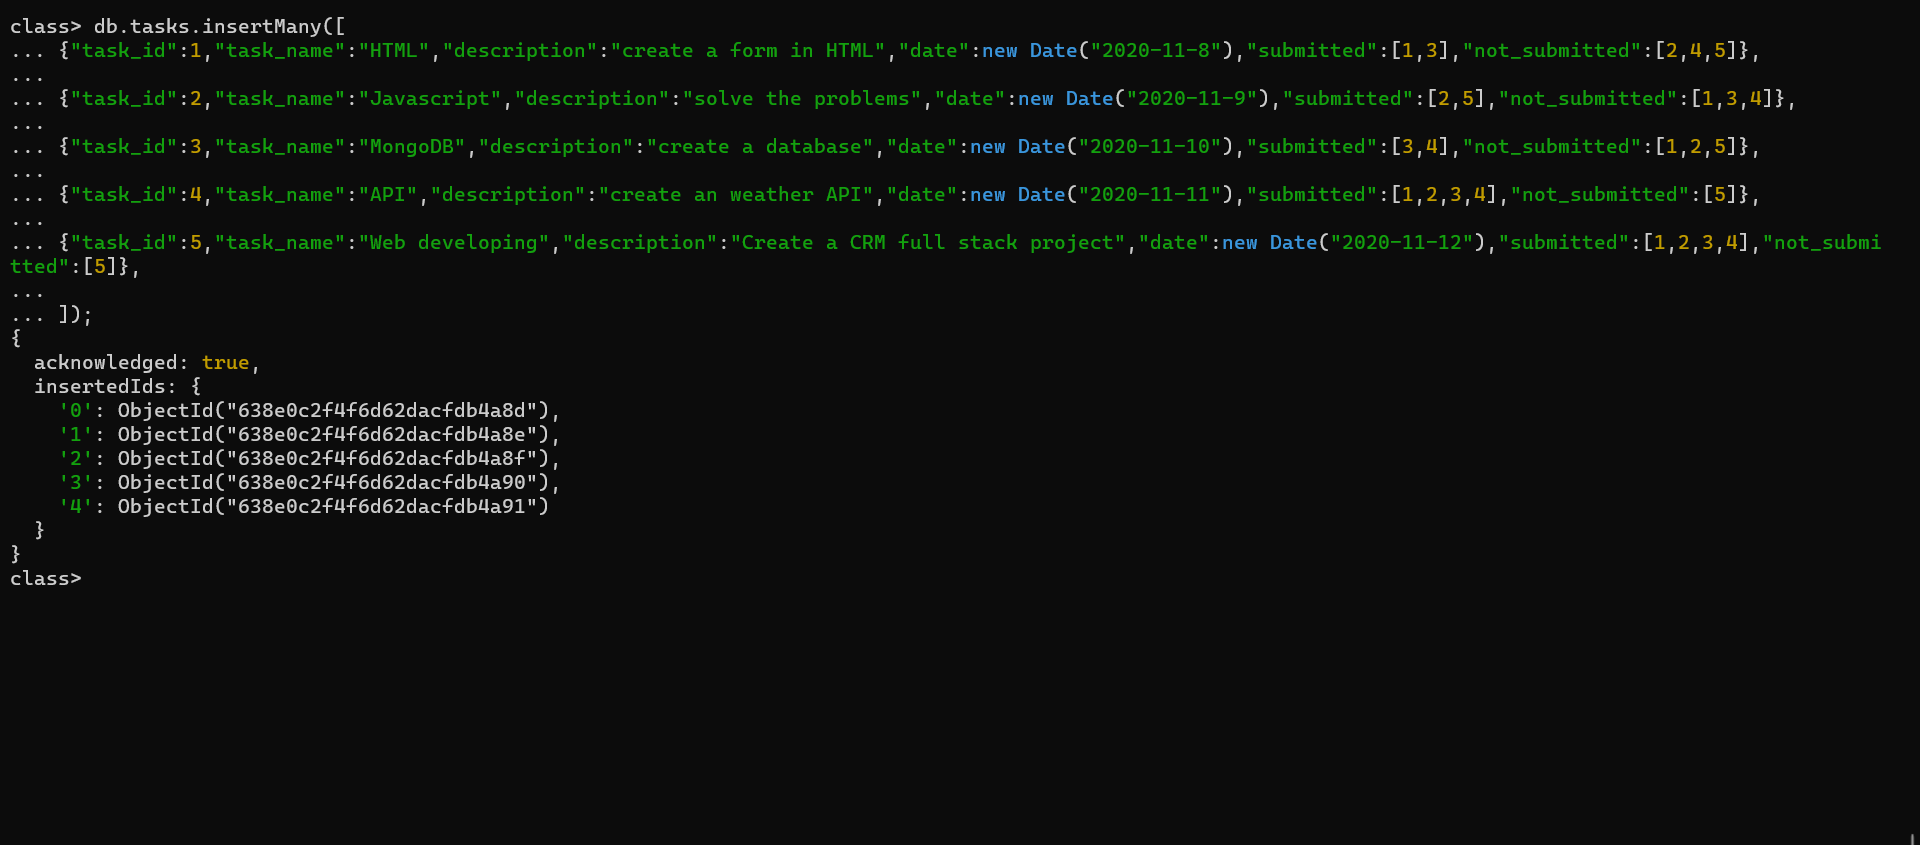 class> db.tasks.insertMany([
... {"task_id":1,"task_name":"HTML","description":"create a form in HTML","date":new Date("2020-11-8"),"submitted":[1,3],"not_submitted":[2,4,5]},
...
... {"task_id":2,"task_name":"Javascript","description":"solve the problems","date":new Date("2020-11-9"),"submitted":[2,5],"not_submitted":[1,3,4]},
...
... {"task_id":3,"task_name":"MongoDB","description":"create a database","date":new Date("2020-11-10"),"submitted":[3,4],"not_submitted":[1,2,5]},
...
... {"task_id":4,"task_name":"API","description":"create an weather API","date":new Date("2020-11-11"),"submitted":[1,2,3,4],"not_submitted":[5]},
...
... {"task_id":5,"task_name":"Web developing","description":"Create a CRM full stack project","date":new Date("2020-11-12"),"submitted":[1,2,3,4],"not_submi
tted":[5]},
...
... ]);
{
  acknowledged: true,
  insertedIds: {
    '0': ObjectId("638e0c2f4f6d62dacfdb4a8d"),
    '1': ObjectId("638e0c2f4f6d62dacfdb4a8e"),
    '2': ObjectId("638e0c2f4f6d62dacfdb4a8f"),
    '3': ObjectId("638e0c2f4f6d62dacfdb4a90"),
    '4': ObjectId("638e0c2f4f6d62dacfdb4a91")
  }
}
class>